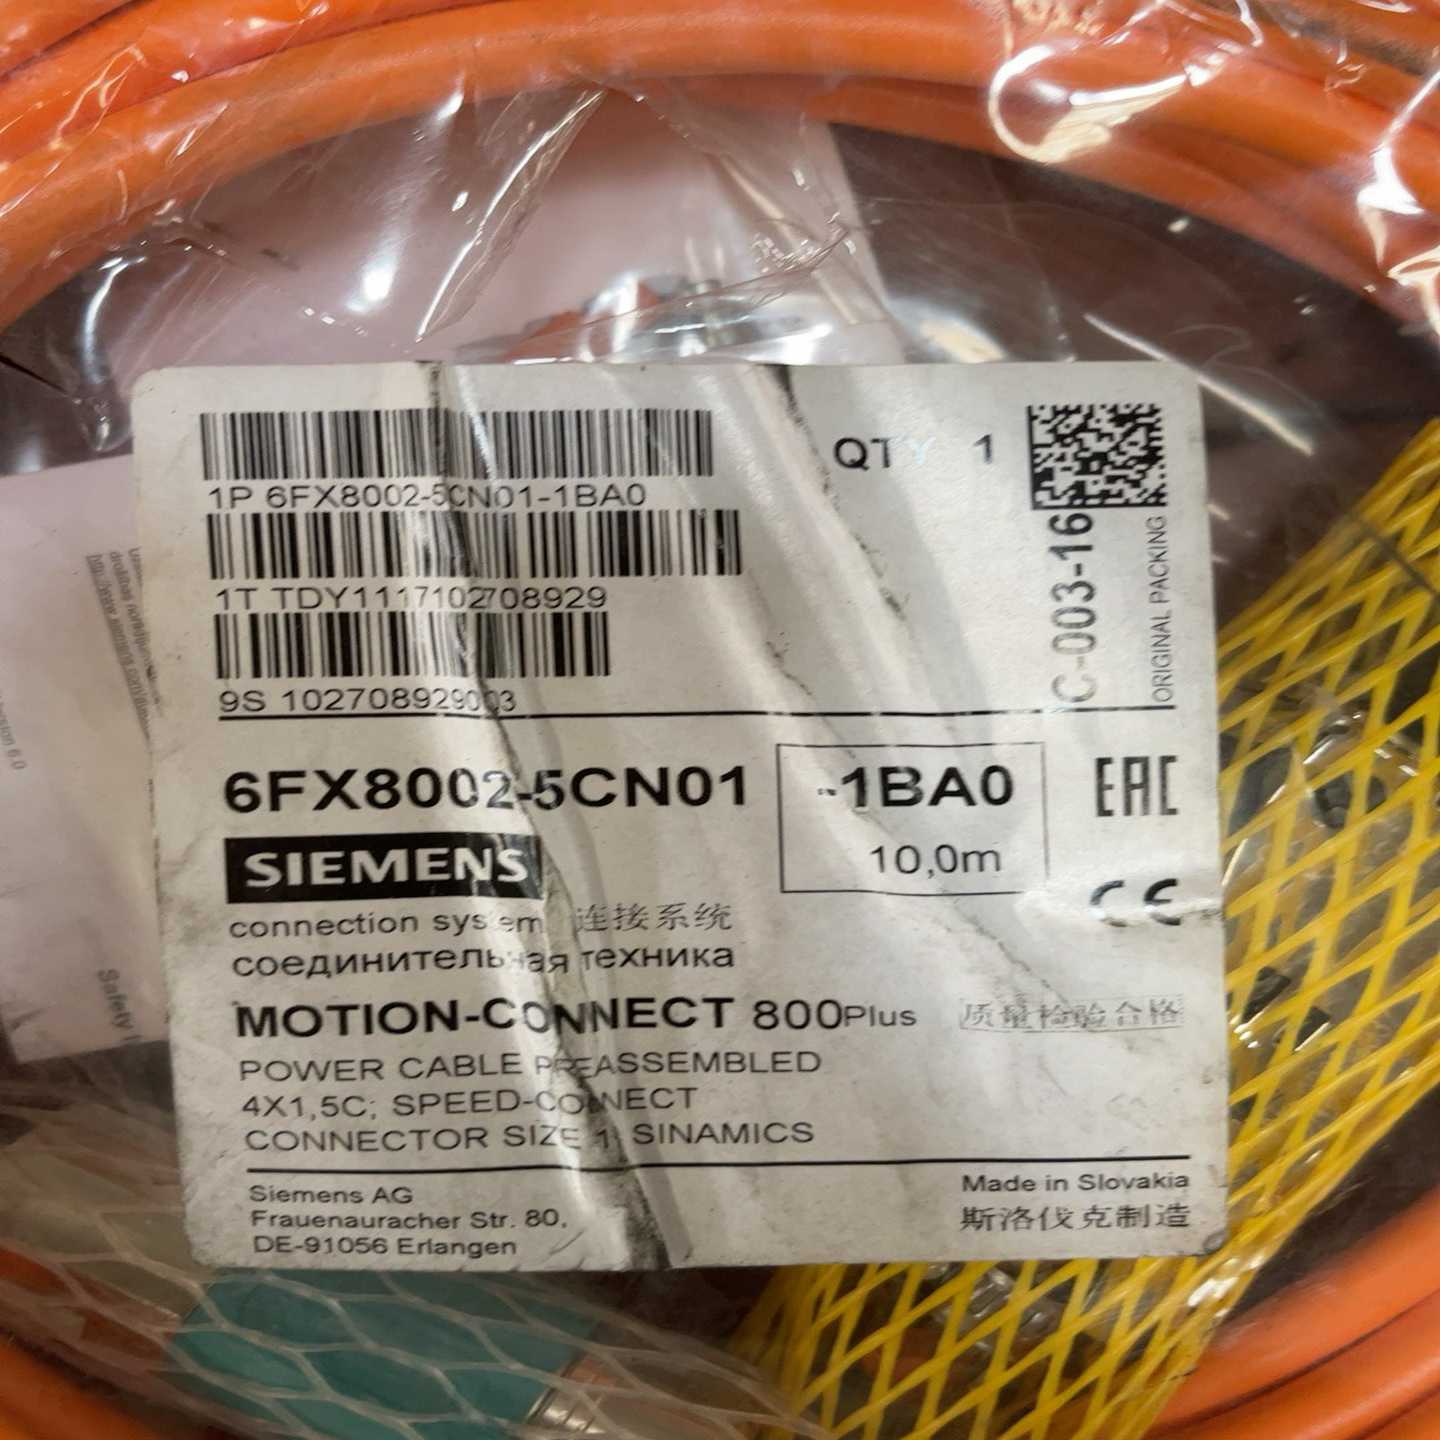 1P 6FX8002-5CN01-1BA0
QTY 1
1T TDY1117102708929
9S 102708929003
C-003-16
ORIGINAL PACKING
6FX8002-5CN01
-1BA0
10,0m
EAC
CE
SIEMENS
connection system 连接系统
соединительная техника
MOTION-CONNECT 800Plus
质量检验合格
POWER CABLE PREASSEMBLED
4X1,5C; SPEED-CONNECT
CONNECTOR SIZE 1 SINAMICS
Siemens AG
Frauenauracher Str. 80,
DE-91056 Erlangen
Made in Slovakia
斯洛伐克制造
Safety